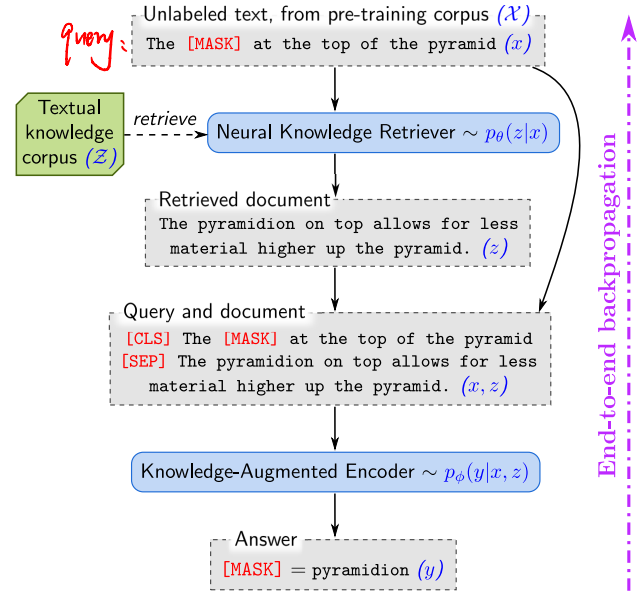 Unlabeled text, from pre-training corpus (𝒳)
query:
The [MASK] at the top of the pyramid (x)
Textual
knowledge
corpus (𝒵)
retrieve
Neural Knowledge Retriever ∼ pθ(z|x)
Retrieved document
The pyramidion on top allows for less
material higher up the pyramid. (z)
Query and document
[CLS] The [MASK] at the top of the pyramid
[SEP] The pyramidion on top allows for less
material higher up the pyramid. (x, z)
Knowledge-Augmented Encoder ∼ pϕ(y|x, z)
Answer
[MASK] = pyramidion (y)
End-to-end backpropagation